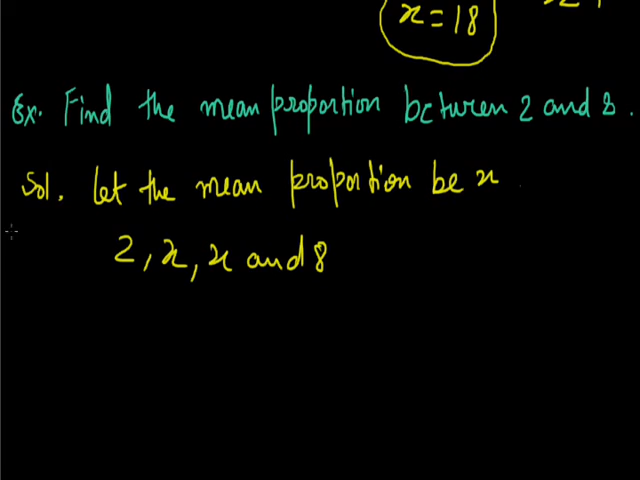 x = 18
Ex. Find the mean proportion between 2 and 8.
Sol. Let the mean proportion be x
2, x, x and 8